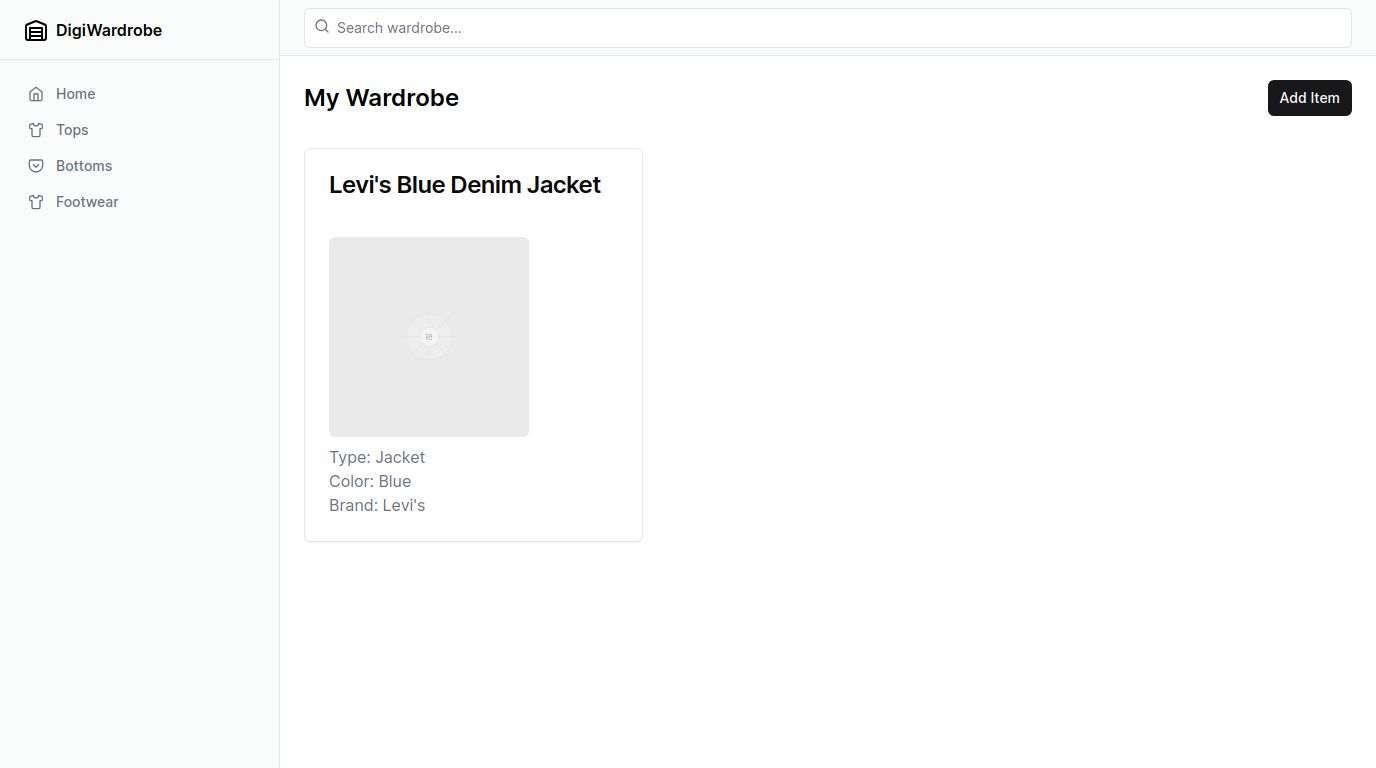 DigiWardrobe
Search wardrobe...
Home
Tops
Bottoms
Footwear
My Wardrobe
Add Item
Levi's Blue Denim Jacket
Type: Jacket
Color: Blue
Brand: Levi's